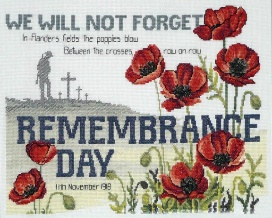 WE WILL NOT FORGET
In Flanders fields the poppies blow
Between the crosses row on row
REMEMBRANCE
DAY
11th November 1918